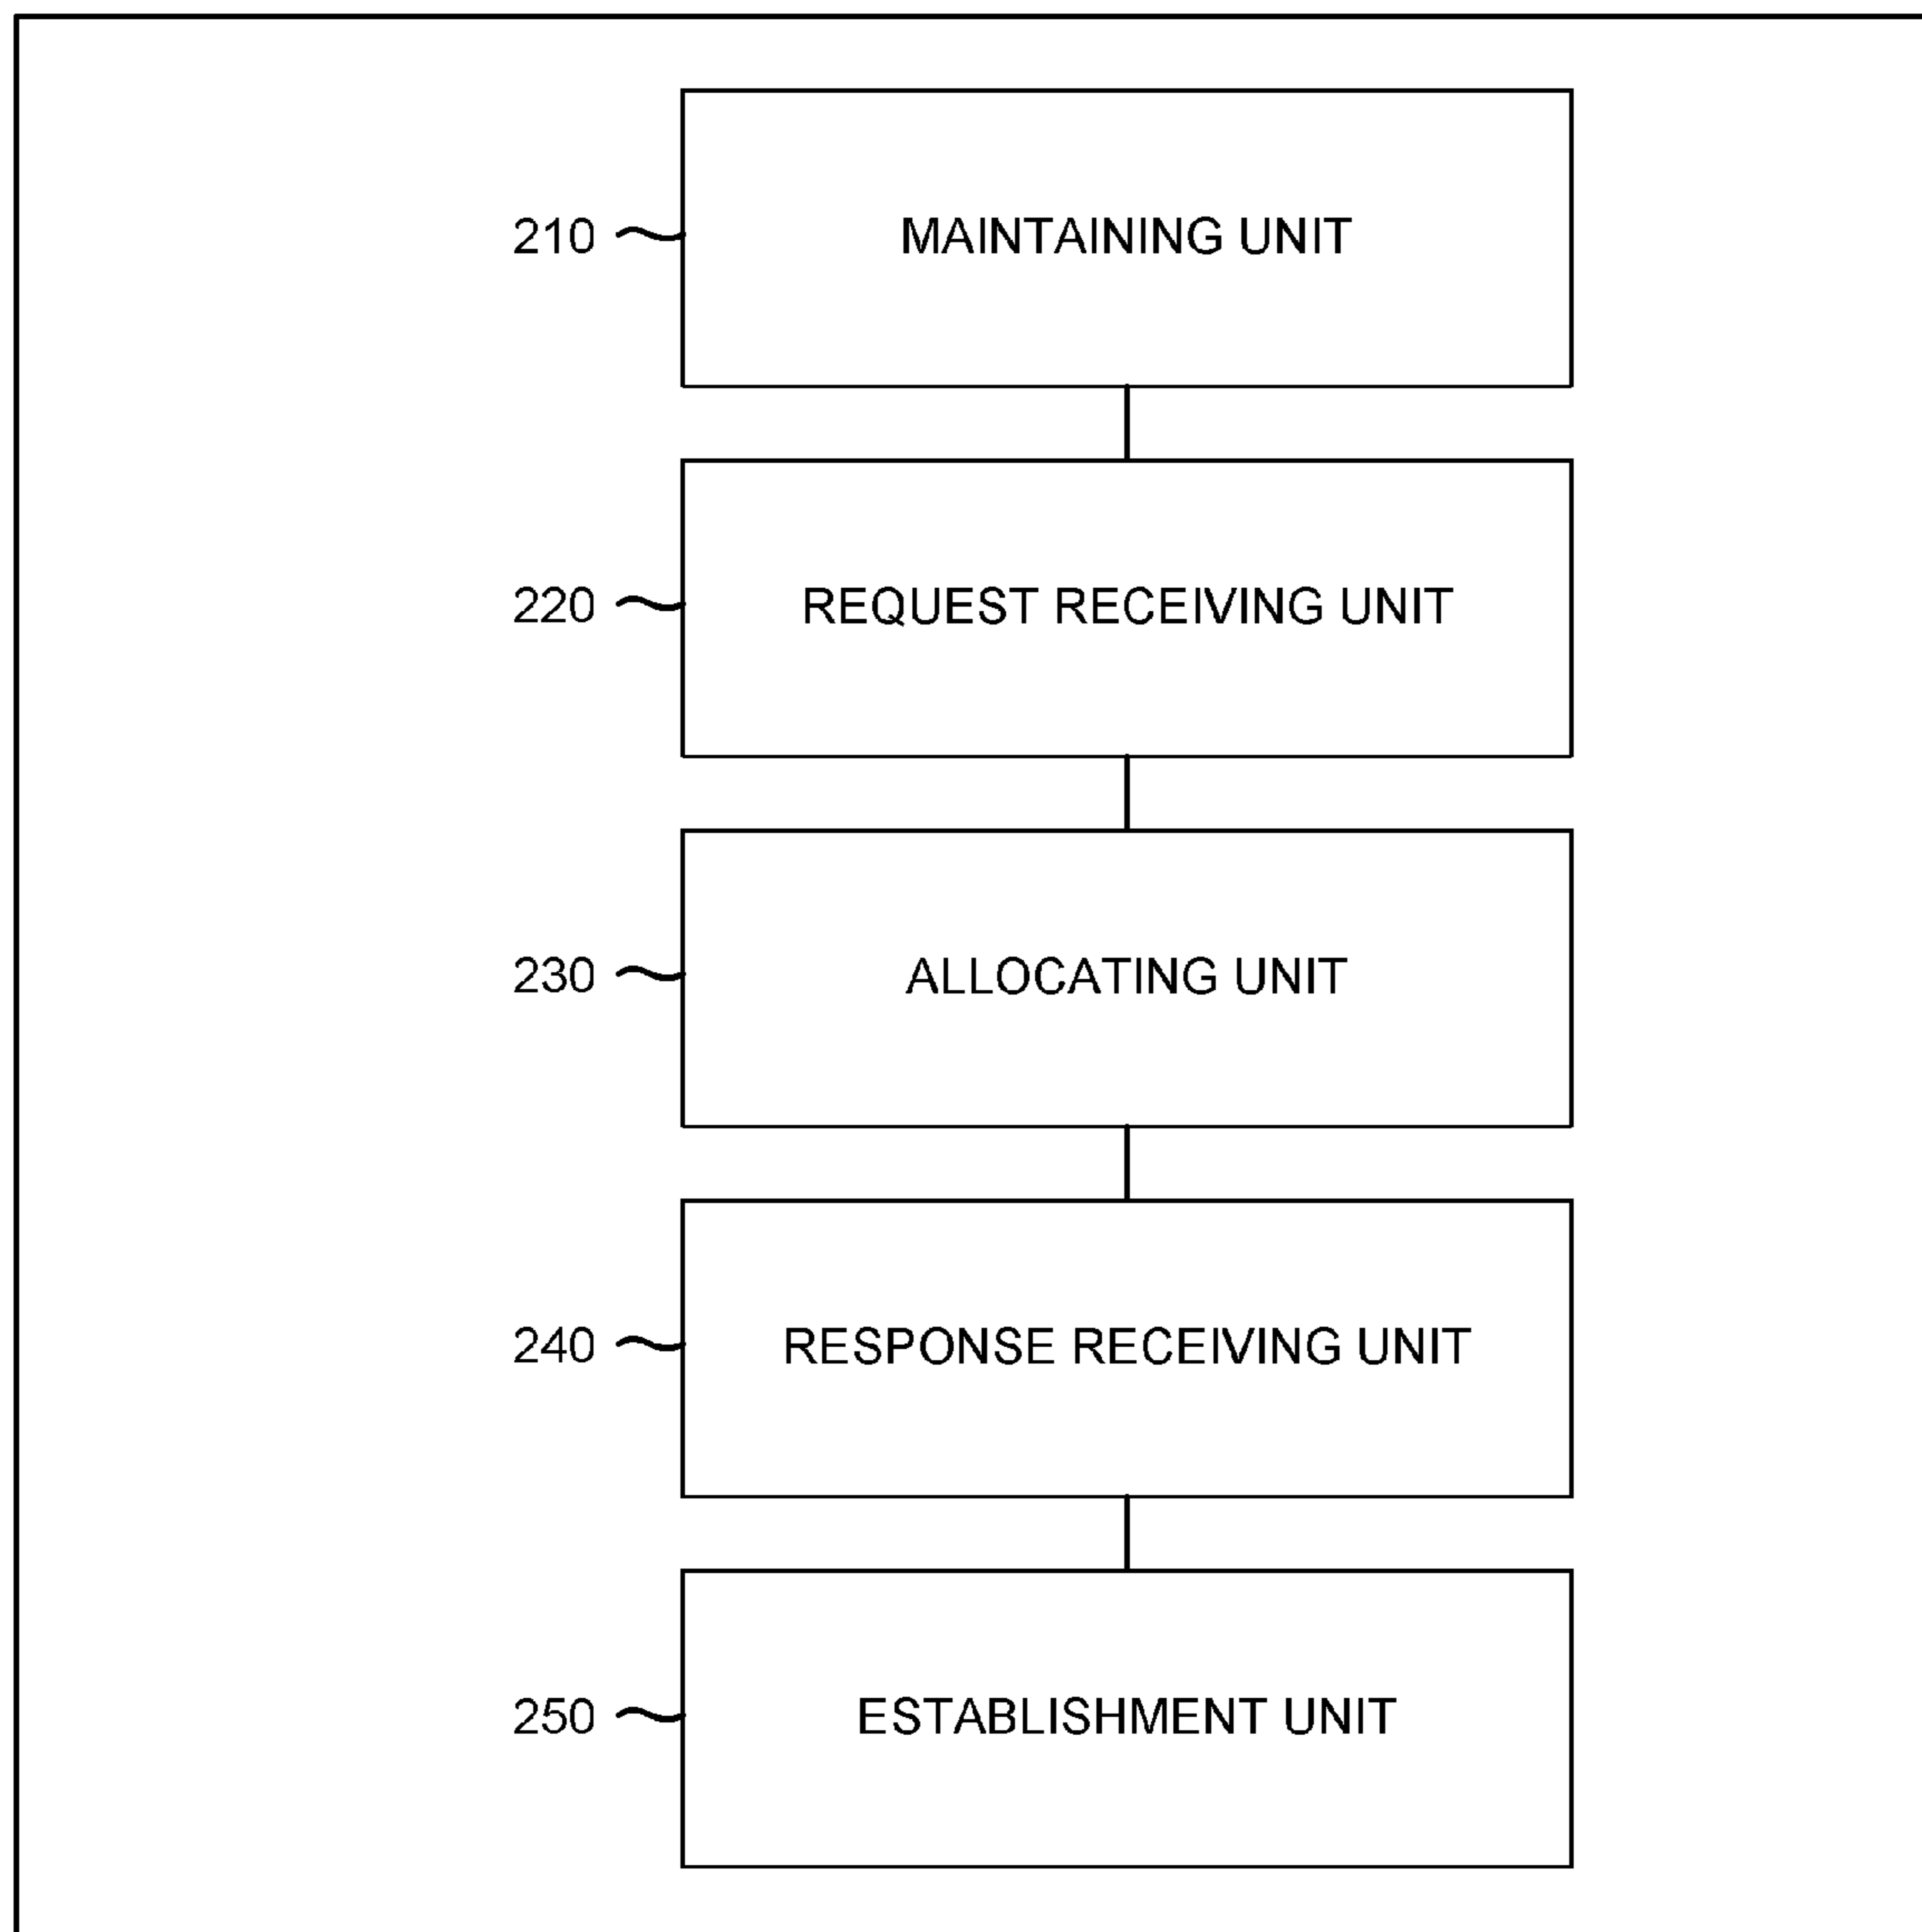 210 MAINTAINING UNIT
220 REQUEST RECEIVING UNIT
230 ALLOCATING UNIT
240 RESPONSE RECEIVING UNIT
250 ESTABLISHMENT UNIT